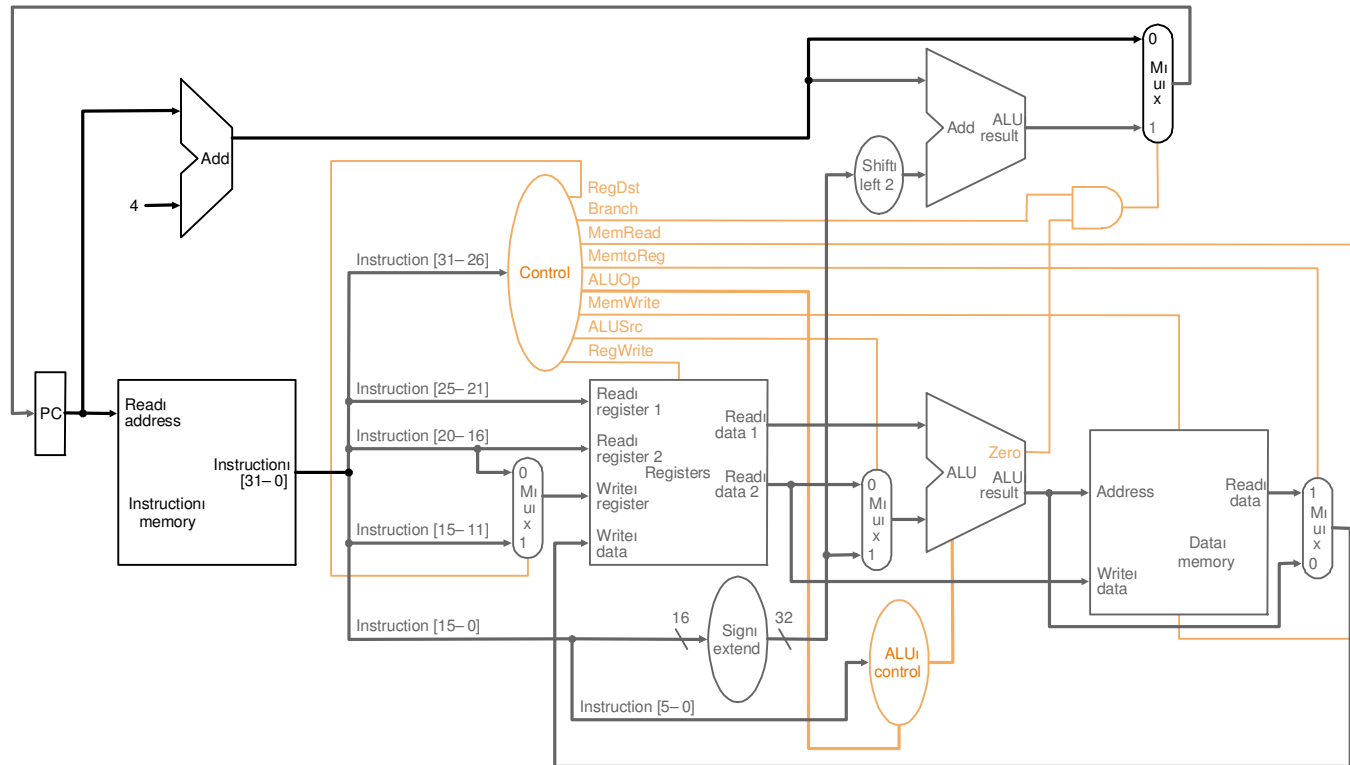 0
M
u
x
1
Add
ALU
result
Add
Shift
left 2
4
RegDst
Branch
MemRead
MemtoReg
ALUOp
MemWrite
ALUSrc
RegWrite
Control
Instruction [31–26]
PC
Read
address
Instruction
[31–0]
Instruction
memory
Instruction [25–21]
Instruction [20–16]
Instruction [15–11]
Instruction [15–0]
Instruction [5–0]
0
M
u
x
1
Read
register 1
Read
register 2
Write
register
Write
data
Registers
Read
data 1
Read
data 2
0
M
u
x
1
Zero
ALU
ALU
result
Address
Read
data
Data
memory
Write
data
1
M
u
x
0
16
Sign
extend
32
ALU
control